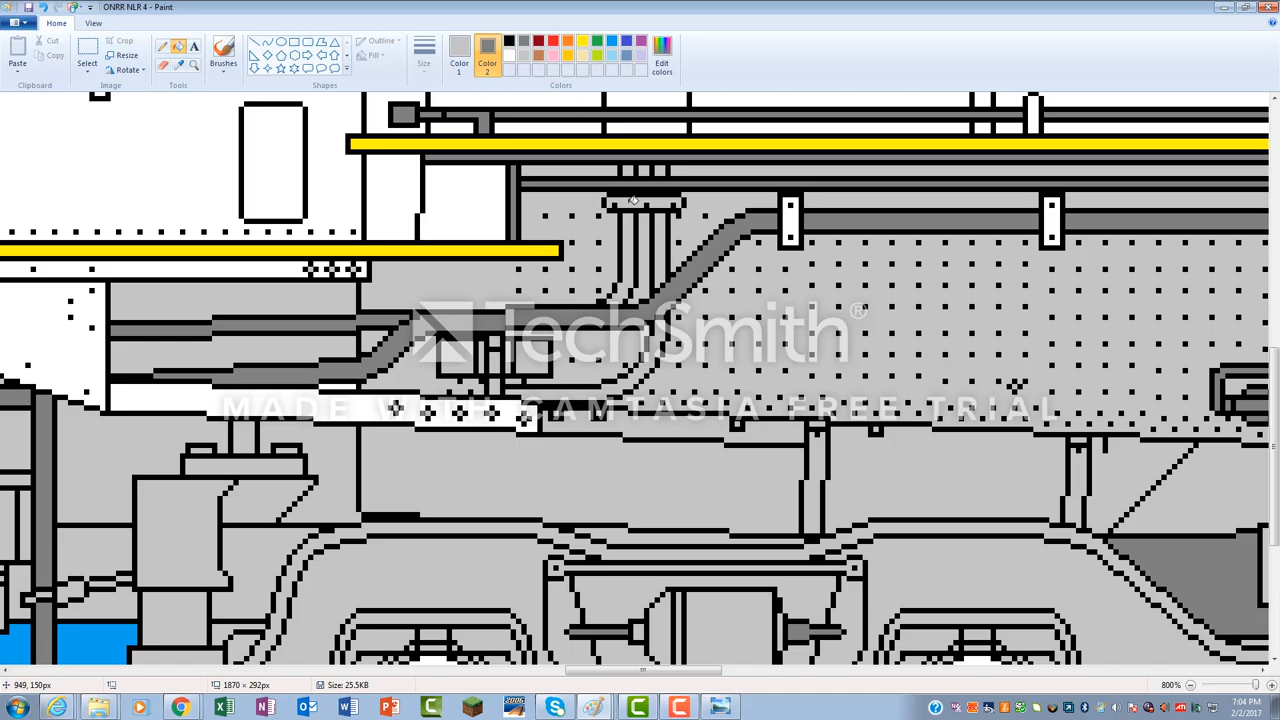 ONRR NLR 4 - Paint
Home
View
Paste
Cut
Copy
Clipboard
Select
Crop
Resize
Rotate
Image
A
Tools
Brushes
Outline
Fill
Shapes
Size
Color 1
Color 2
Edit colors
Colors
TechSmith®
MADE WITH CAMTASIA FREE TRIAL
949, 150px
1870 × 292px
Size: 25.5KB
800%
2006
7:04 PM
2/2/2017